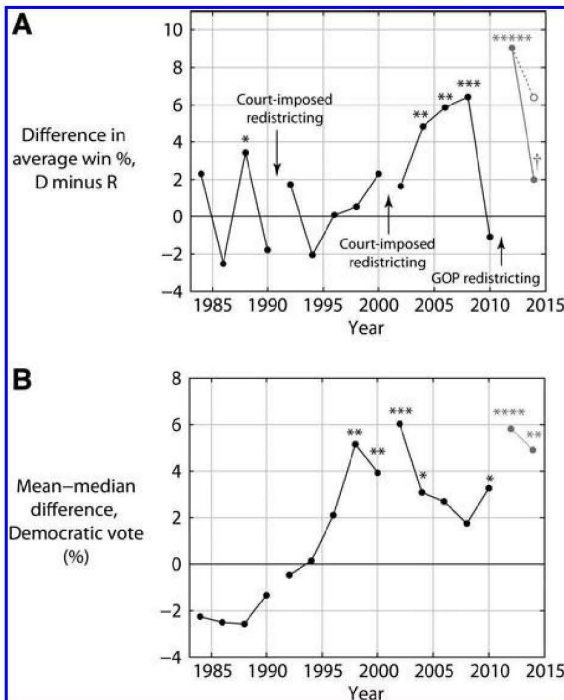 A
10
8
6
4
2
0
−2
−4
Difference in
average win %,
D minus R
*
**
**
***
*****
†
Court-imposed
redistricting
Court-imposed
redistricting
GOP redistricting
1985 1990 1995 2000 2005 2010 2015
Year
B
8
6
4
2
0
−2
−4
Mean−median
difference,
Democratic vote
(%)
**
**
***
*
*
****
**
1985 1990 1995 2000 2005 2010 2015
Year